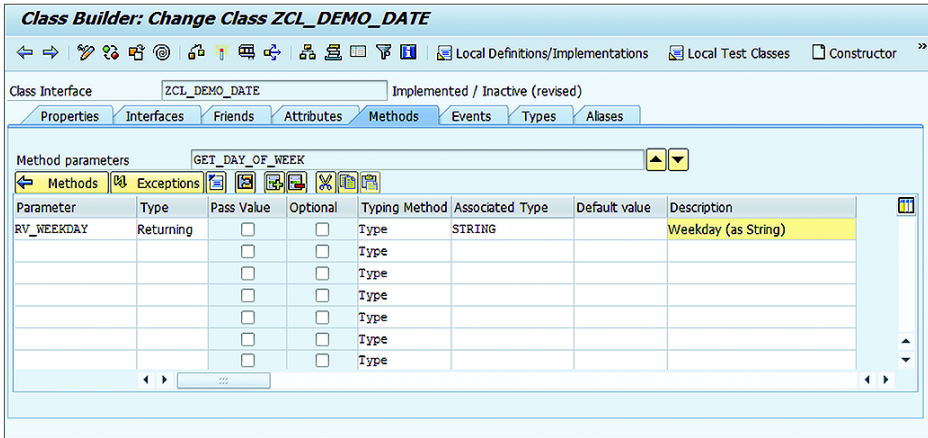 Class Builder: Change Class ZCL_DEMO_DATE
Local Definitions/Implementations Local Test Classes Constructor »
Class Interface ZCL_DEMO_DATE Implemented / Inactive (revised)
Properties Interfaces Friends Attributes Methods Events Types Aliases
Method parameters GET_DAY_OF_WEEK
Methods Exceptions
Parameter Type Pass Value Optional Typing Method Associated Type Default value Description
RV_WEEKDAY Returning Type STRING Weekday (as String)
Type
Type
Type
Type
Type
Type